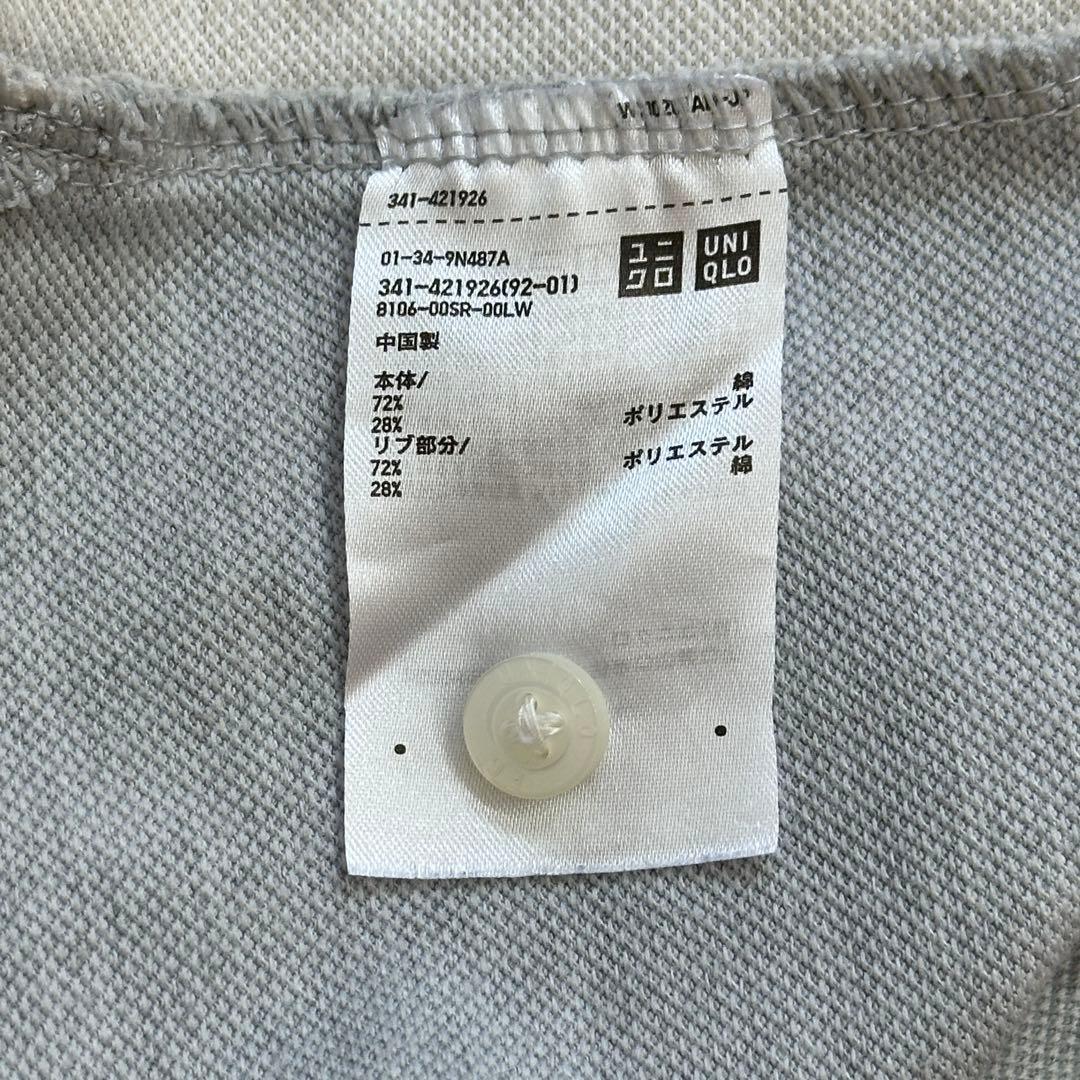 341-421926
01-34-9N487A
ユニクロ
UNIQLO
341-421926(92-01)
8106-00SR-00LW
中国製
本体/
72% 綿
28% ポリエステル
リブ部分/
72% ポリエステル
28% 綿